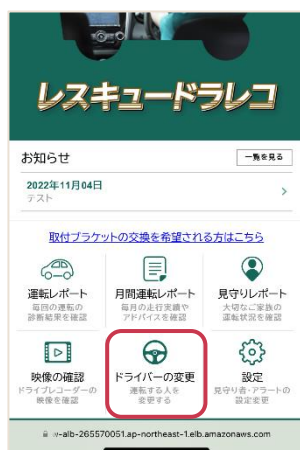 レスキュードラレコ
お知らせ
一覧を見る
2022年11月04日
テスト
取付ブラケットの交換を希望される方はこちら
運転レポート
毎回の運転の
診断結果を確認
月間運転レポート
毎月の走行実績や
アドバイスを確認
見守りレポート
大切なご家族の
運転状況を確認
映像の確認
ドライブレコーダーの
映像を確認
ドライバーの変更
運転する人を
変更する
設定
見守り者・アラートの
設定変更
v-alb-265570051.ap-northeast-1.elb.amazonaws.com